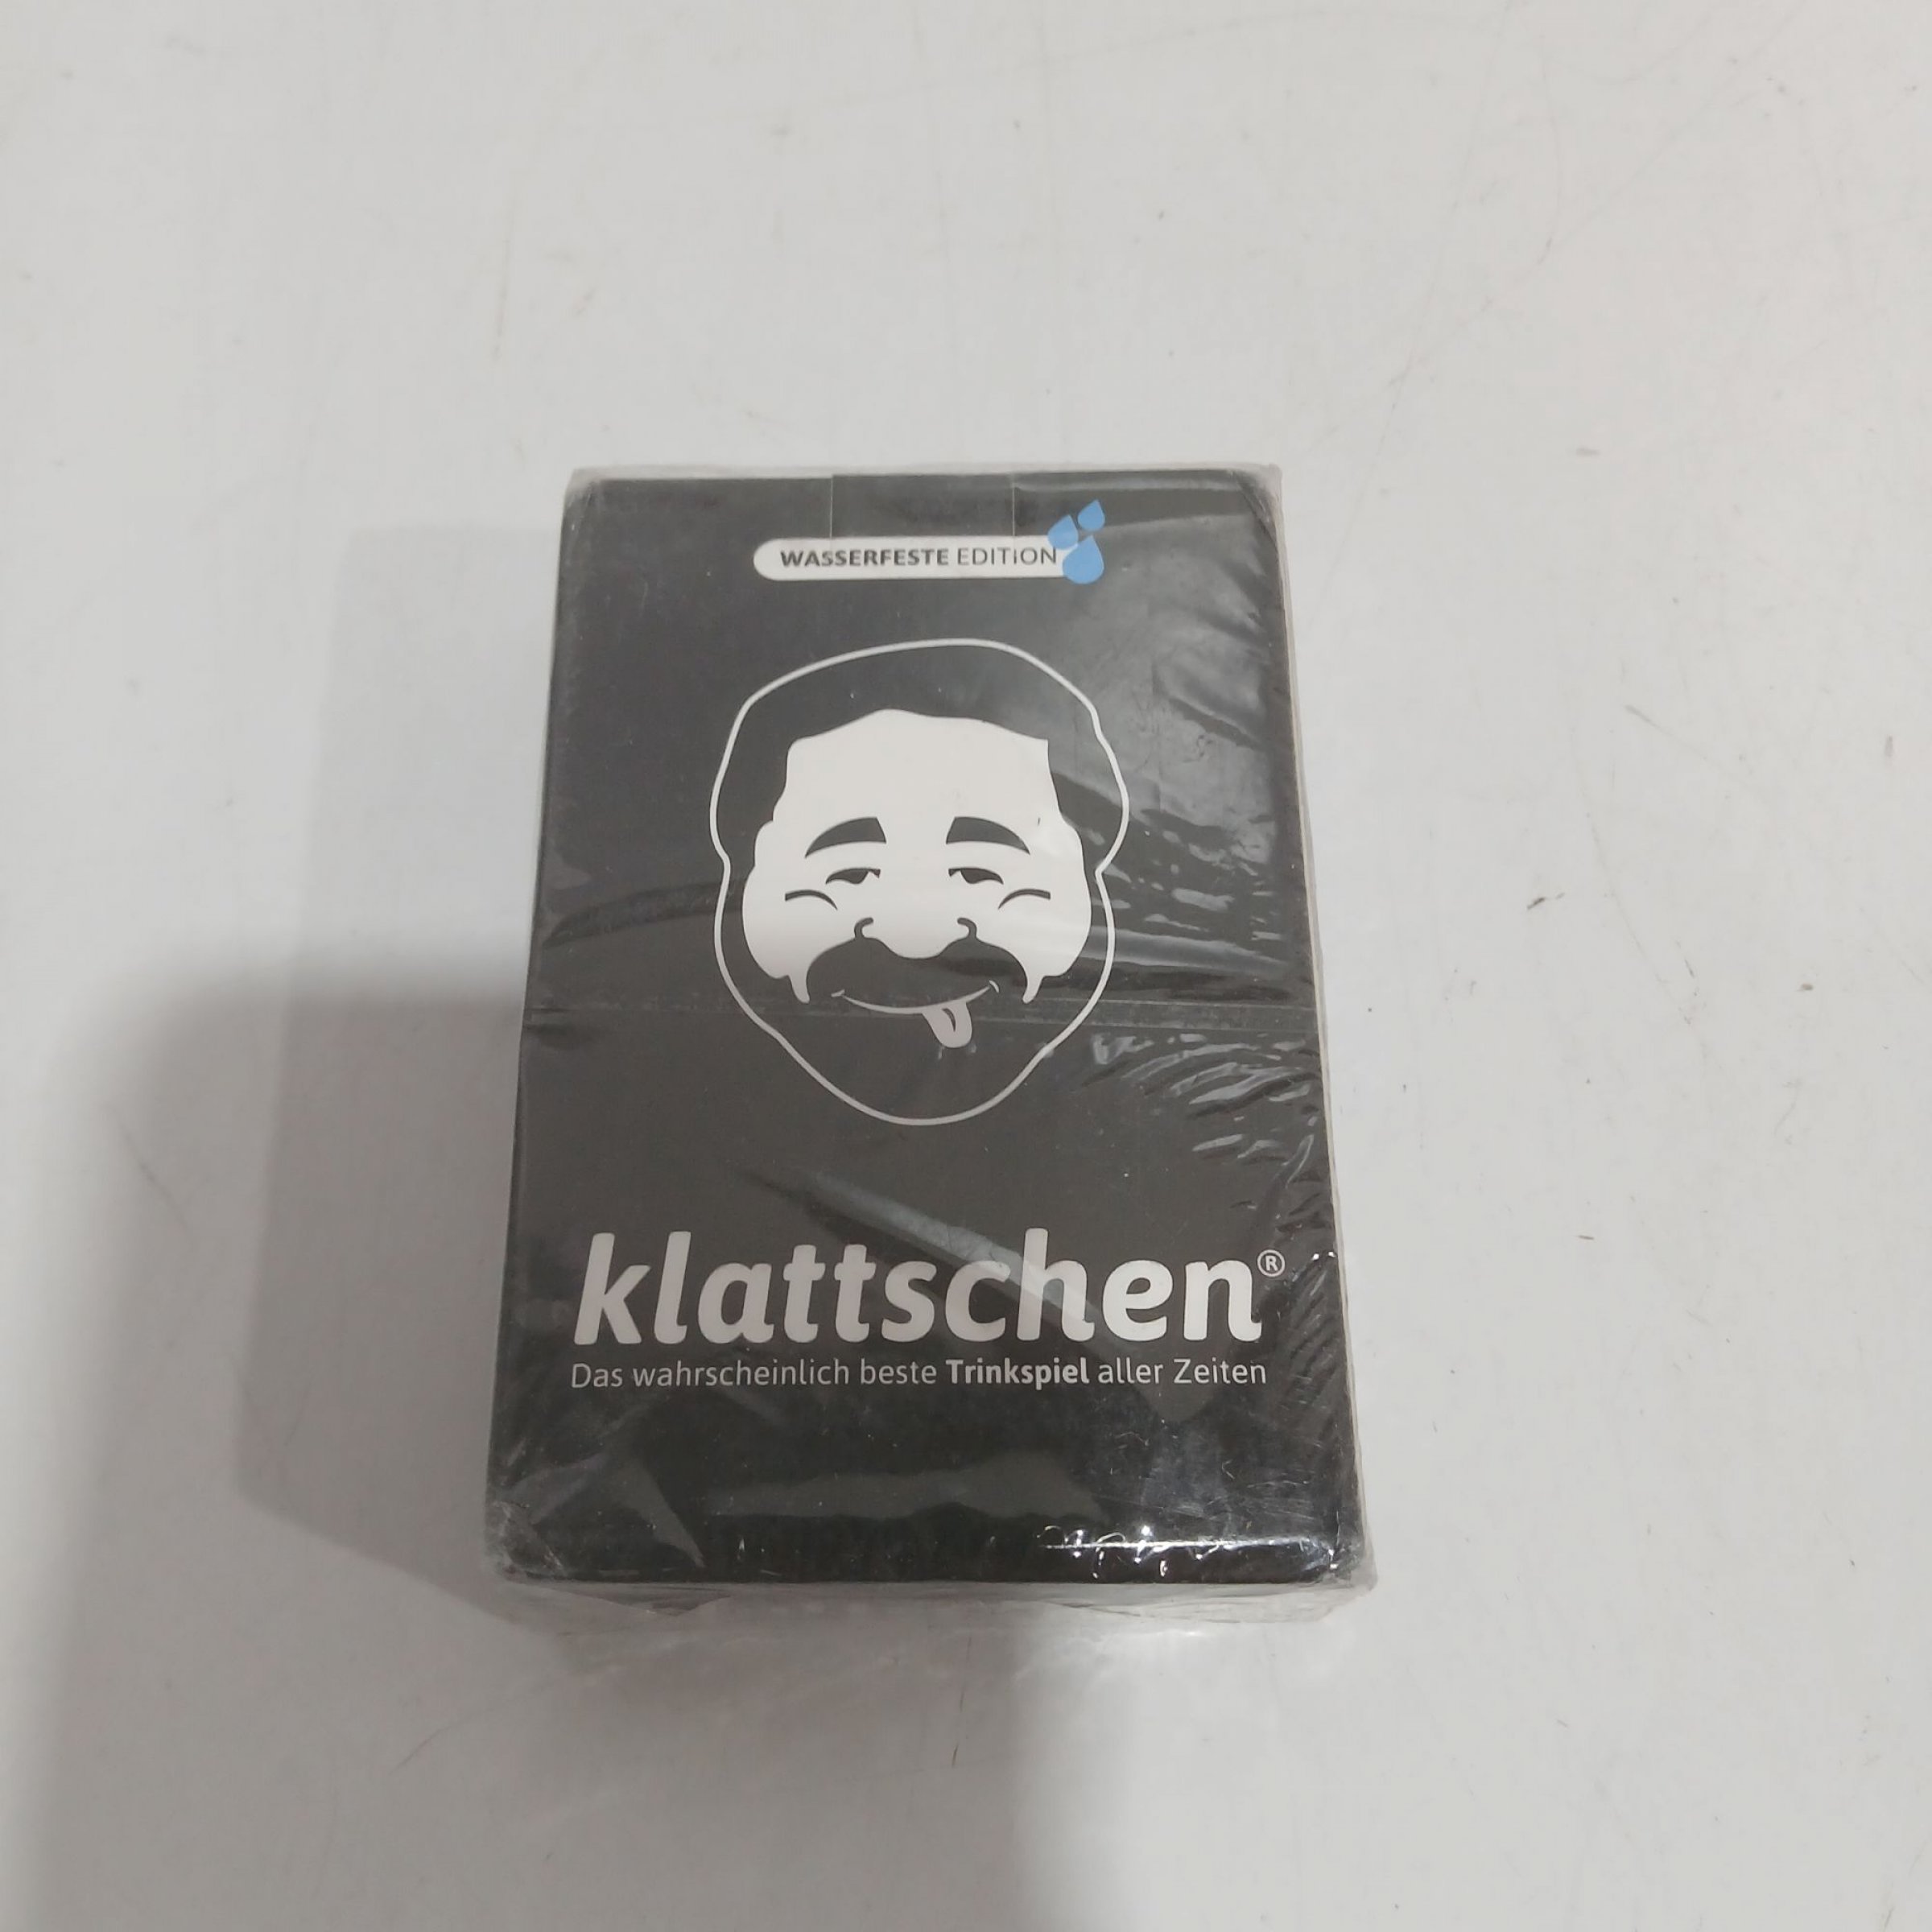 WASSERFESTE EDITION
klattschen®
Das wahrscheinlich beste Trinkspiel aller Zeiten